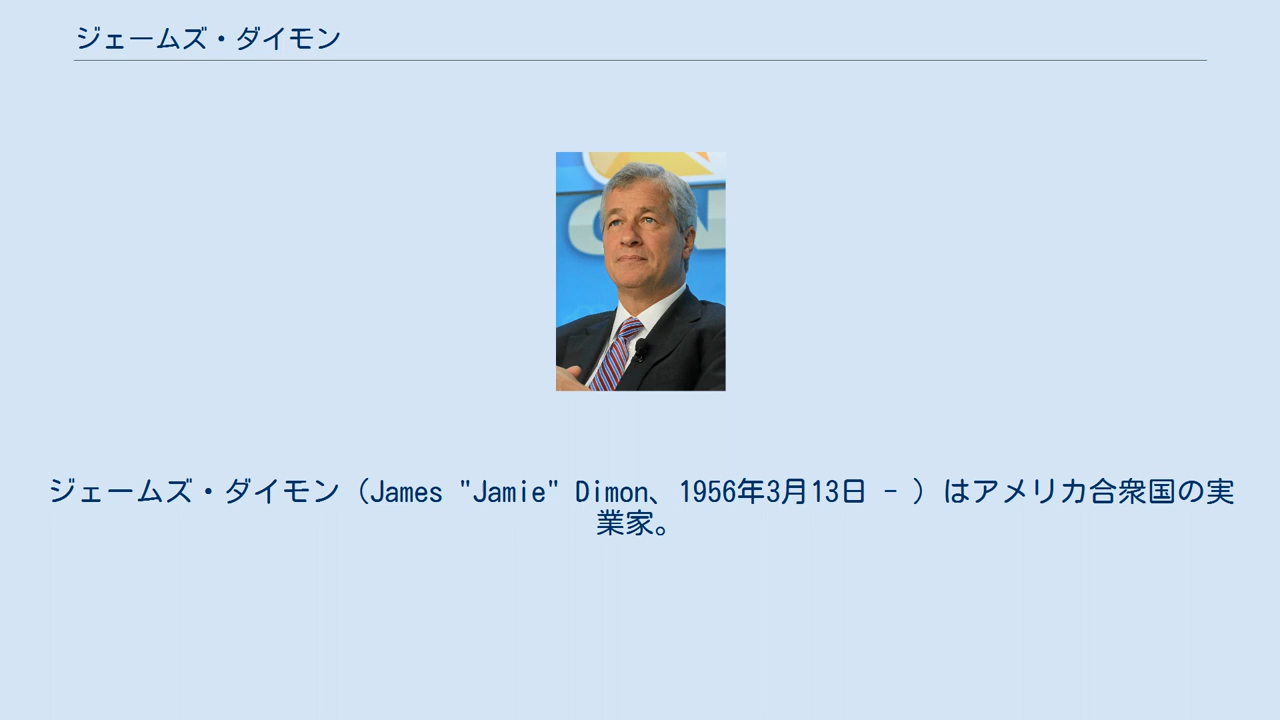 ジェームズ・ダイモン
ジェームズ・ダイモン（James "Jamie" Dimon、1956年3月13日 - ）はアメリカ合衆国の実
業家。